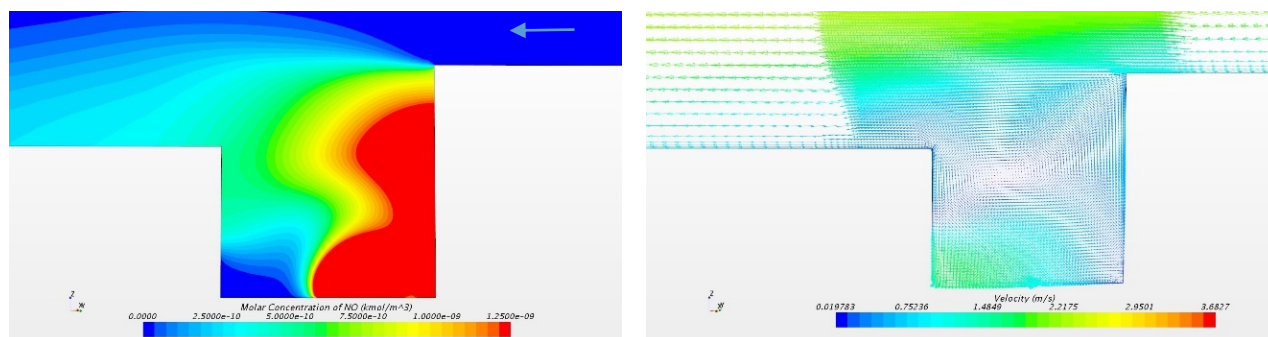 Z
Molar Concentration of NO (kmol/m^3)
0.0000 2.5000e-10 5.0000e-10 7.5000e-10 1.0000e-09 1.2500e-09
Z
Velocity (m/s)
0.019783 0.75236 1.4849 2.2175 2.9501 3.6827